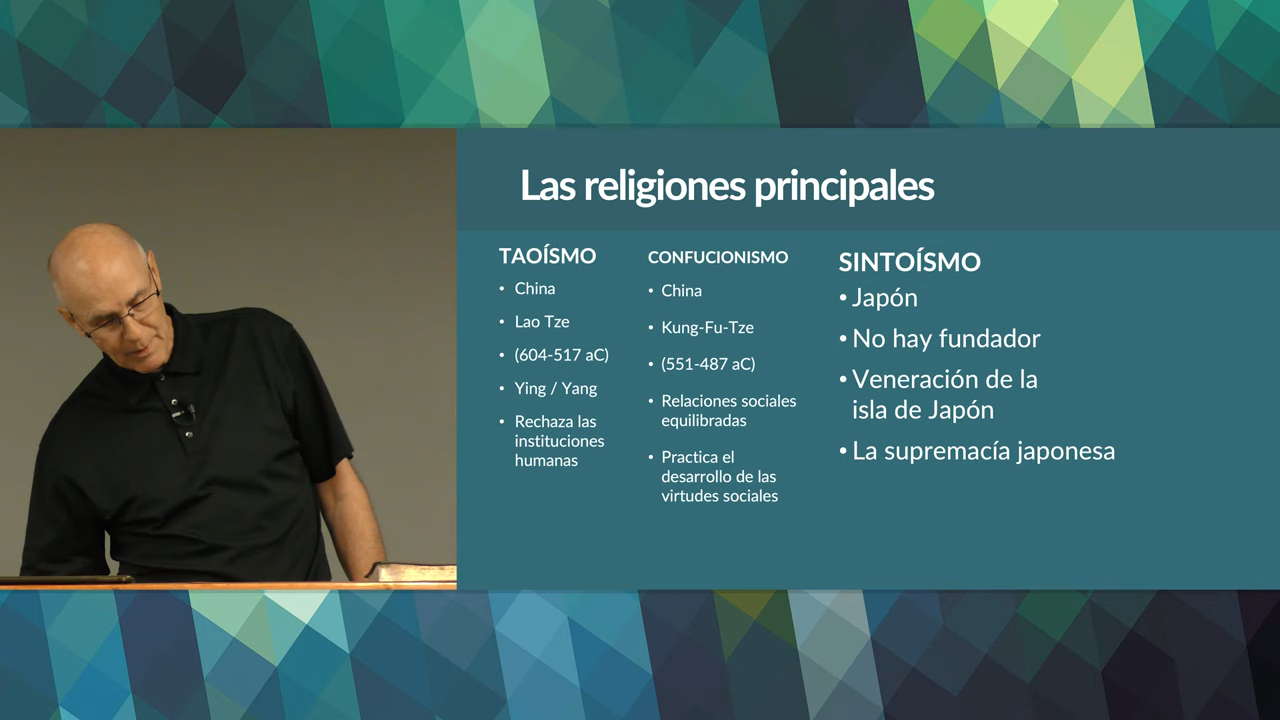 Las religiones principales
TAOÍSMO
• China
• Lao Tze
• (604-517 aC)
• Ying / Yang
• Rechaza las
instituciones
humanas
CONFUCIONISMO
• China
• Kung-Fu-Tze
• (551-487 aC)
• Relaciones sociales
equilibradas
• Practica el
desarrollo de las
virtudes sociales
SINTOÍSMO
• Japón
• No hay fundador
• Veneración de la
isla de Japón
• La supremacía japonesa